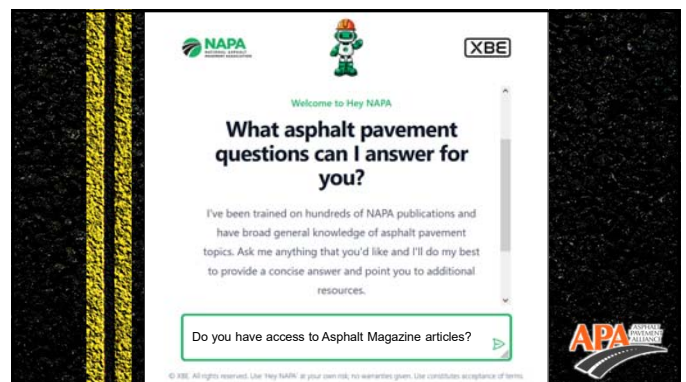 NAPA
NATIONAL ASPHALT
PAVEMENT ASSOCIATION
XBE
Welcome to Hey NAPA
What asphalt pavement
questions can I answer for
you?
I've been trained on hundreds of NAPA publications and
have broad general knowledge of asphalt pavement
topics. Ask me anything that you'd like and I'll do my best
to provide a concise answer and point you to additional
resources.
Do you have access to Asphalt Magazine articles?
APA ASPHALT
PAVEMENT
ALLIANCE
© XBE. All rights reserved. Use 'Hey NAPA' at your own risk, no warranties given. Use constitutes acceptance of terms.